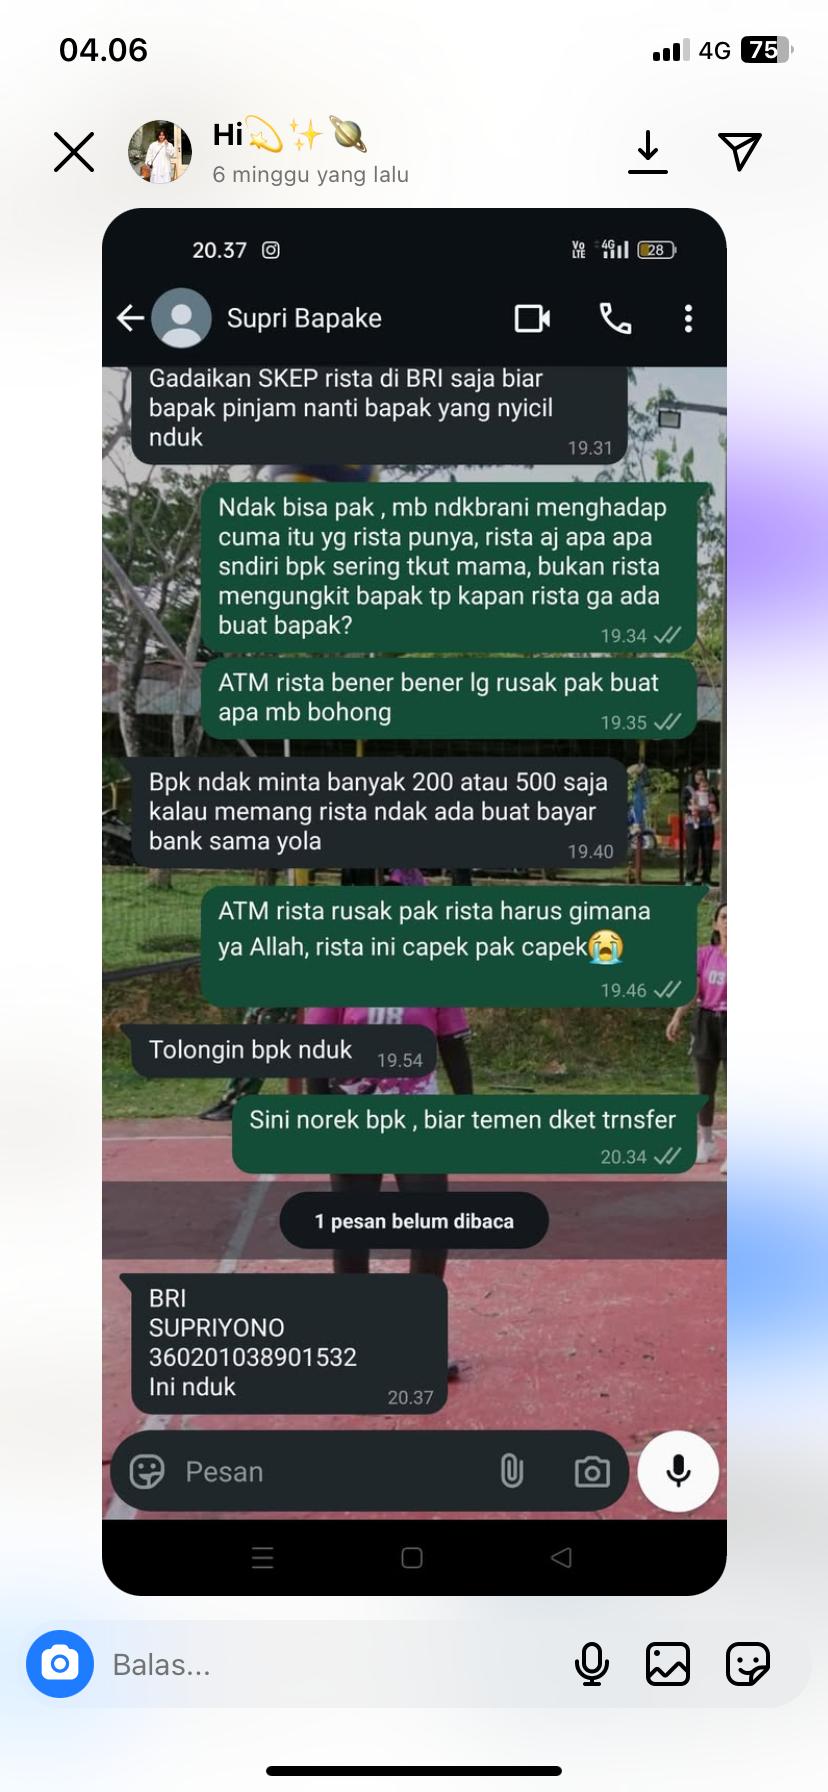 04.06
4G 75
Hi💫✨🪐
6 minggu yang lalu
20.37
Vo LTE 4G 28
Supri Bapake
Gadaikan SKEP rista di BRI saja biar
bapak pinjam nanti bapak yang nyicil
nduk
19.31
Ndak bisa pak , mb ndkbrani menghadap
cuma itu yg rista punya, rista aj apa apa
sndiri bpk sering tkut mama, bukan rista
mengungkit bapak tp kapan rista ga ada
buat bapak?
19.34
ATM rista bener bener lg rusak pak buat
apa mb bohong
19.35
Bpk ndak minta banyak 200 atau 500 saja
kalau memang rista ndak ada buat bayar
bank sama yola
19.40
ATM rista rusak pak rista harus gimana
ya Allah, rista ini capek pak capek😭
19.46
Tolongin bpk nduk
19.54
Sini norek bpk , biar temen dket trnsfer
20.34
1 pesan belum dibaca
BRI
SUPRIYONO
360201038901532
Ini nduk
20.37
Pesan
Balas...
03
08